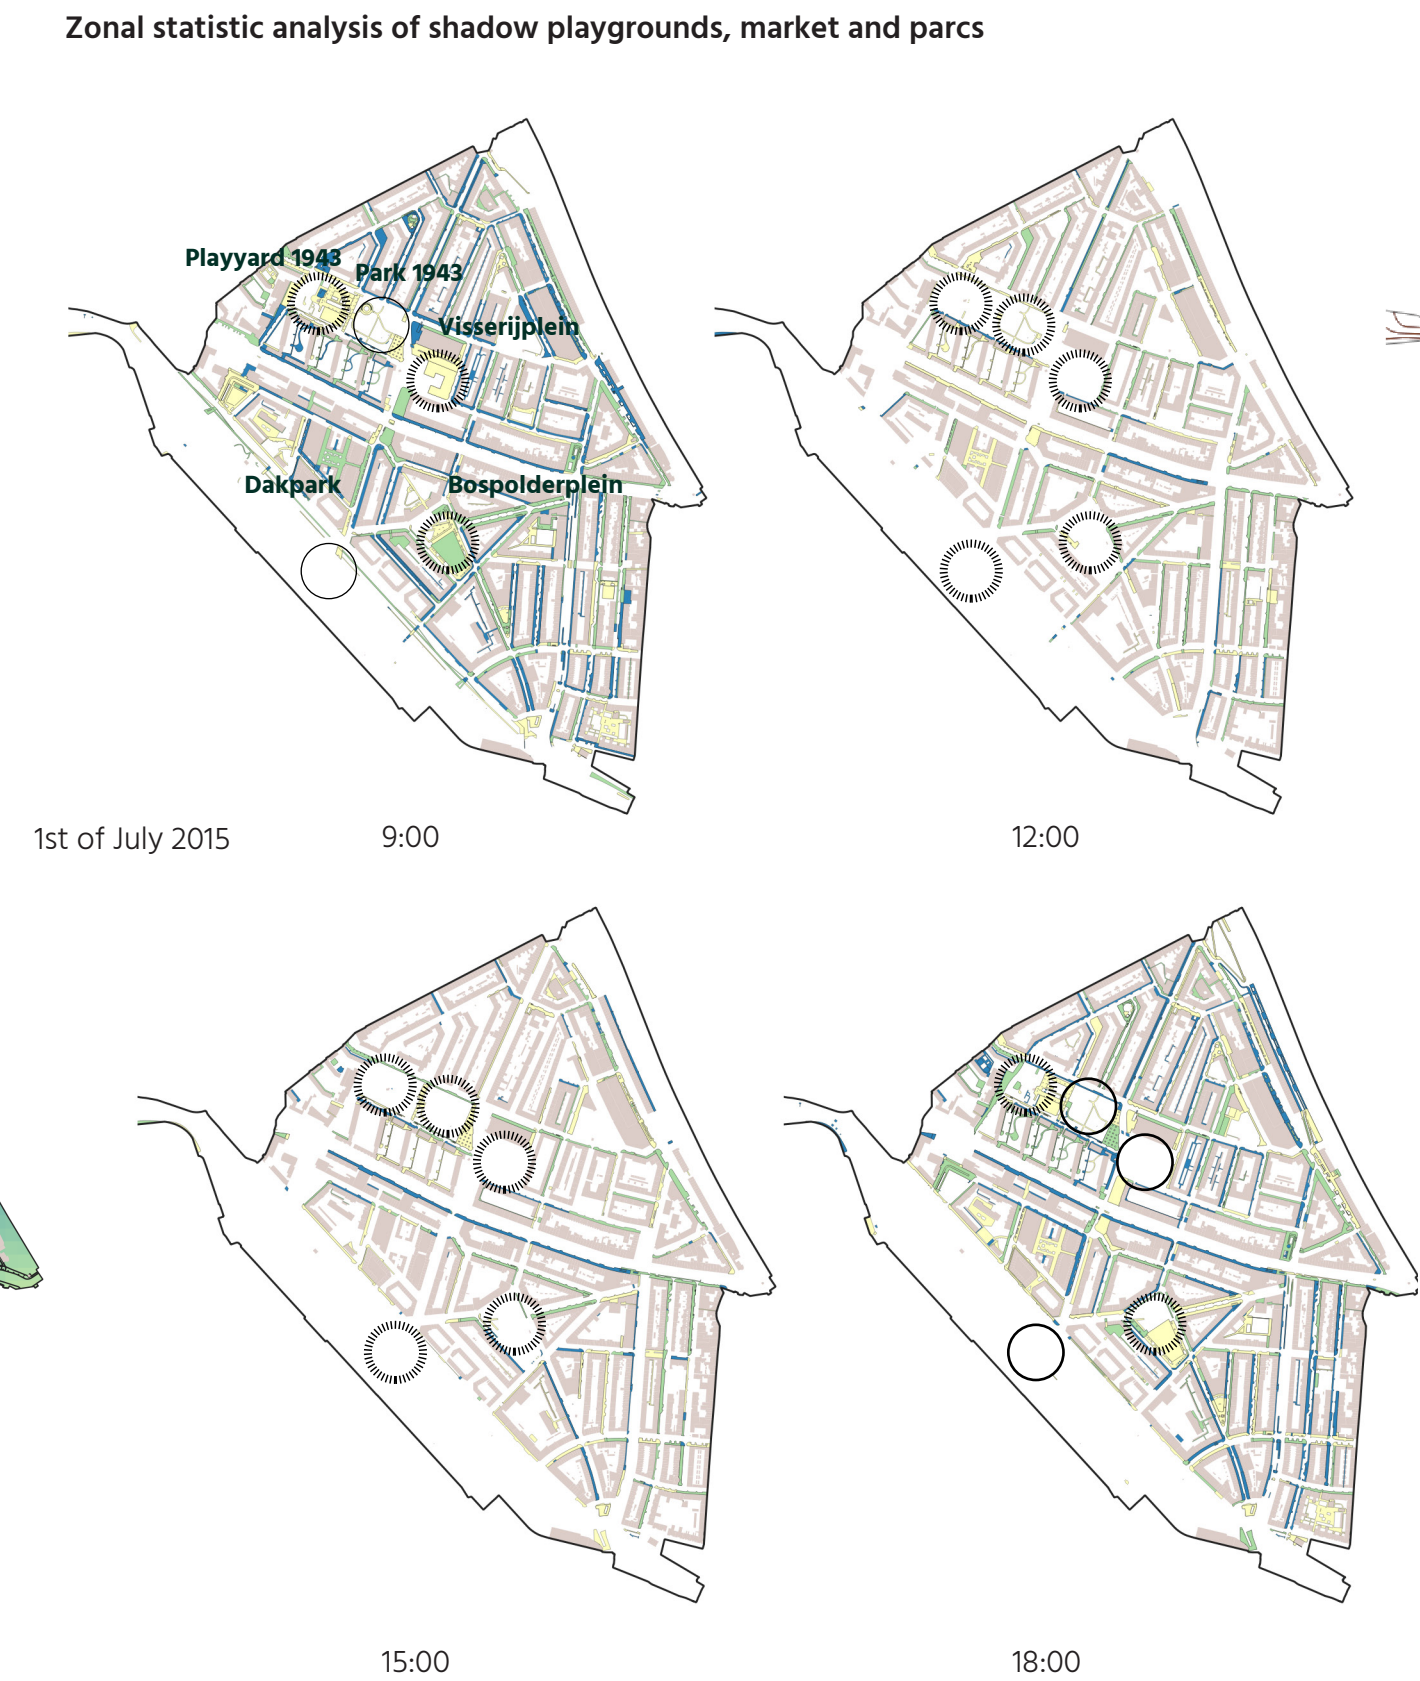 Zonal statistic analysis of shadow playgrounds, market and parcs
Playyard 1943
Park 1943
Visserijplein
Dakpark
Bospolderplein
1st of July 2015
9:00
12:00
15:00
18:00